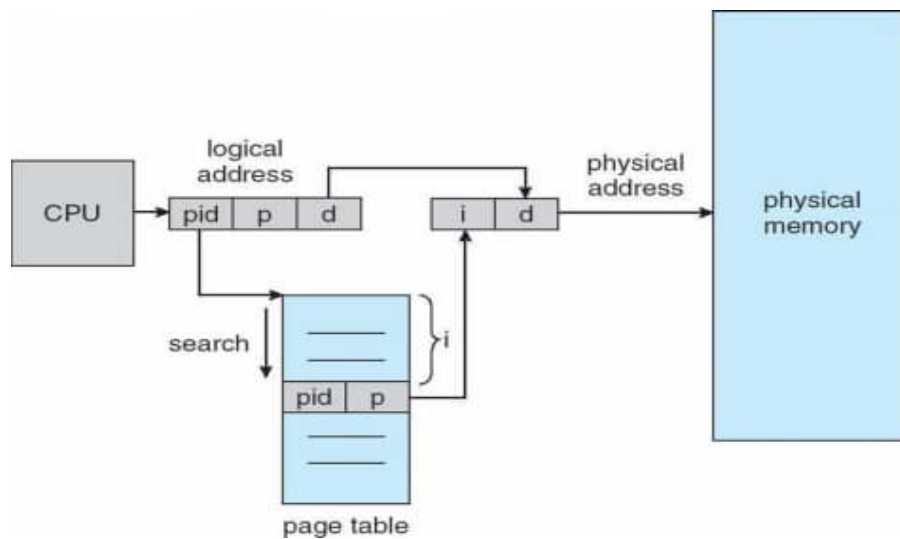 logical
address
physical
address
CPU
pid p d
i d
physical
memory
search
i
pid p
page table